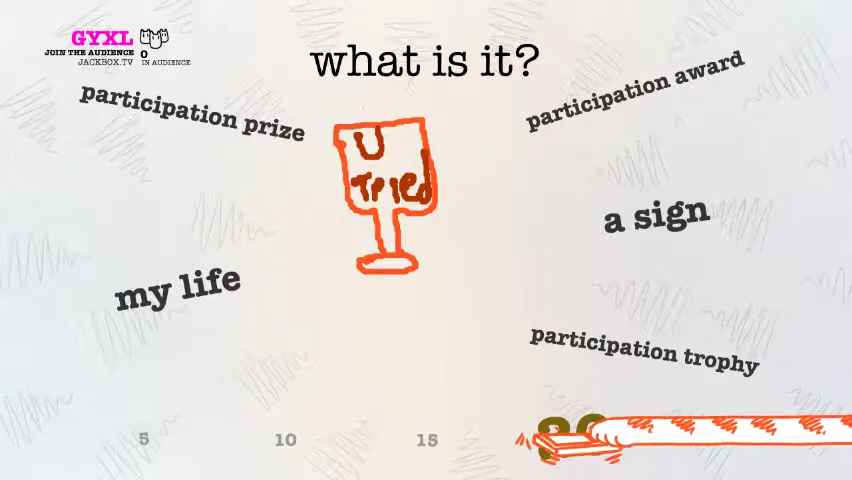 GYXL
JOIN THE AUDIENCE
JACKBOX.TV
0
IN AUDIENCE
what is it?
participation prize
participation award
U
Tried
a sign
my life
participation trophy
5
10
15